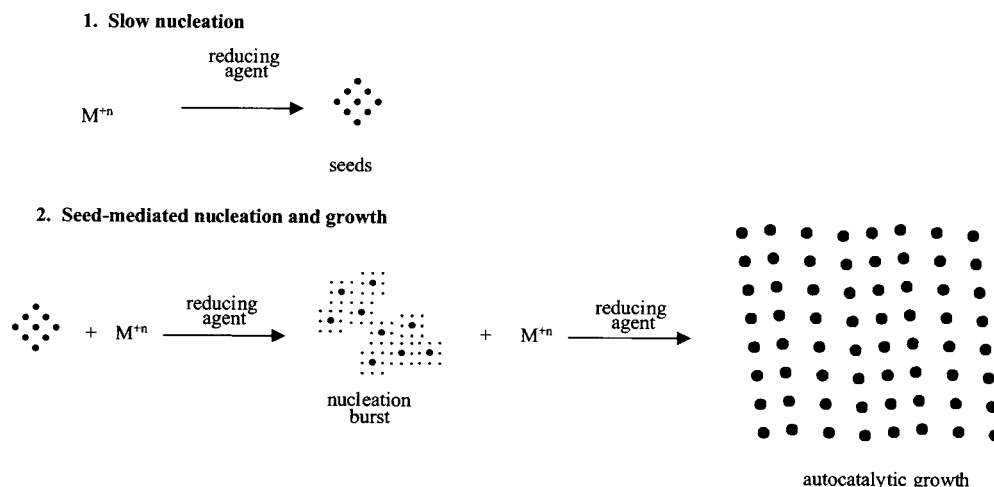 1. Slow nucleation
reducing
agent
M+n
seeds
2. Seed-mediated nucleation and growth
reducing
agent
+ M+n
nucleation
burst
+ M+n
reducing
agent
autocatalytic growth